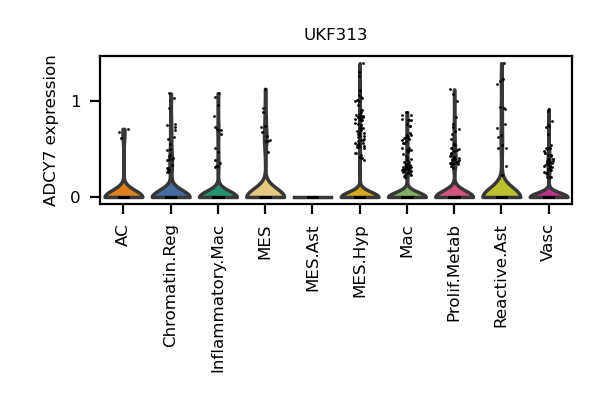 UKF313
ADCY7 expression
1
0
AC
Chromatin.Reg
Inflammatory.Mac
MES
MES.Ast
MES.Hyp
Mac
Prolif.Metab
Reactive.Ast
Vasc